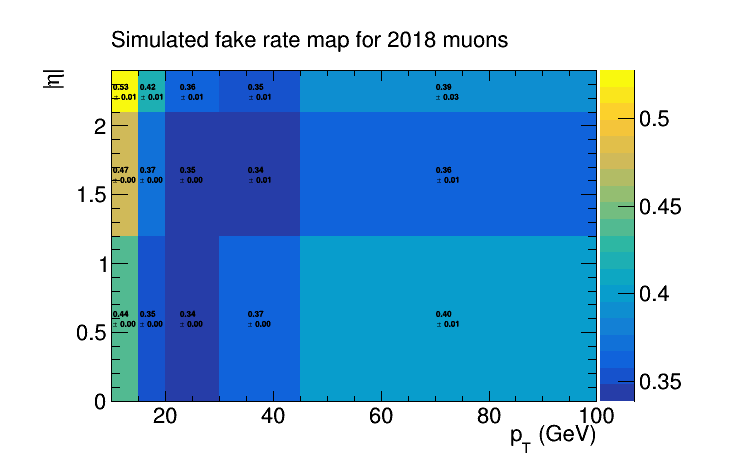 Simulated fake rate map for 2018 muons
|η|
0.53 0.42 0.36 0.35 0.39
± 0.01 ± 0.01 ± 0.01 ± 0.01 ± 0.03
0.5
2
0.47 0.37 0.35 0.34 0.36
± 0.00 ± 0.00 ± 0.00 ± 0.01 ± 0.01
1.5
0.45
1
0.4
0.44 0.35 0.34 0.37 0.40
± 0.00 ± 0.00 ± 0.00 ± 0.00 ± 0.01
0.5
0.35
0
20 40 60 80 100
p_T (GeV)